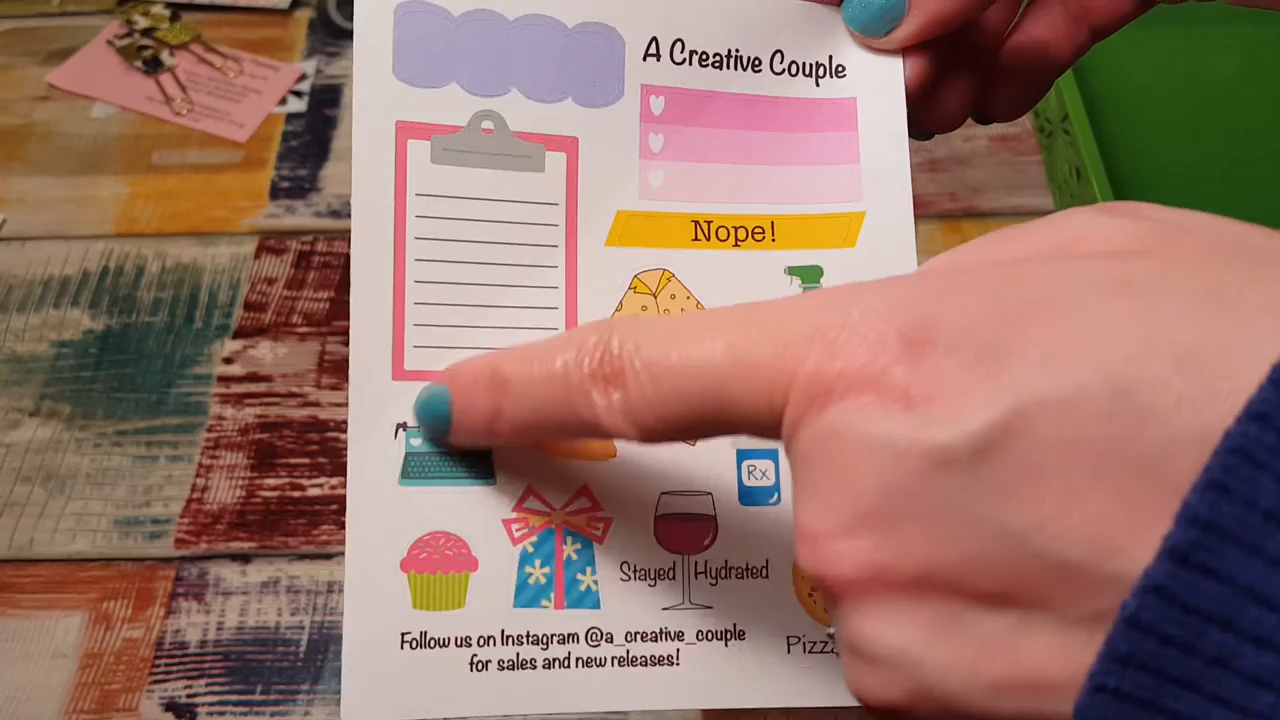 A Creative Couple
Nope!
Rx
Stayed Hydrated
Follow us on Instagram @a_creative_couple
for sales and new releases!